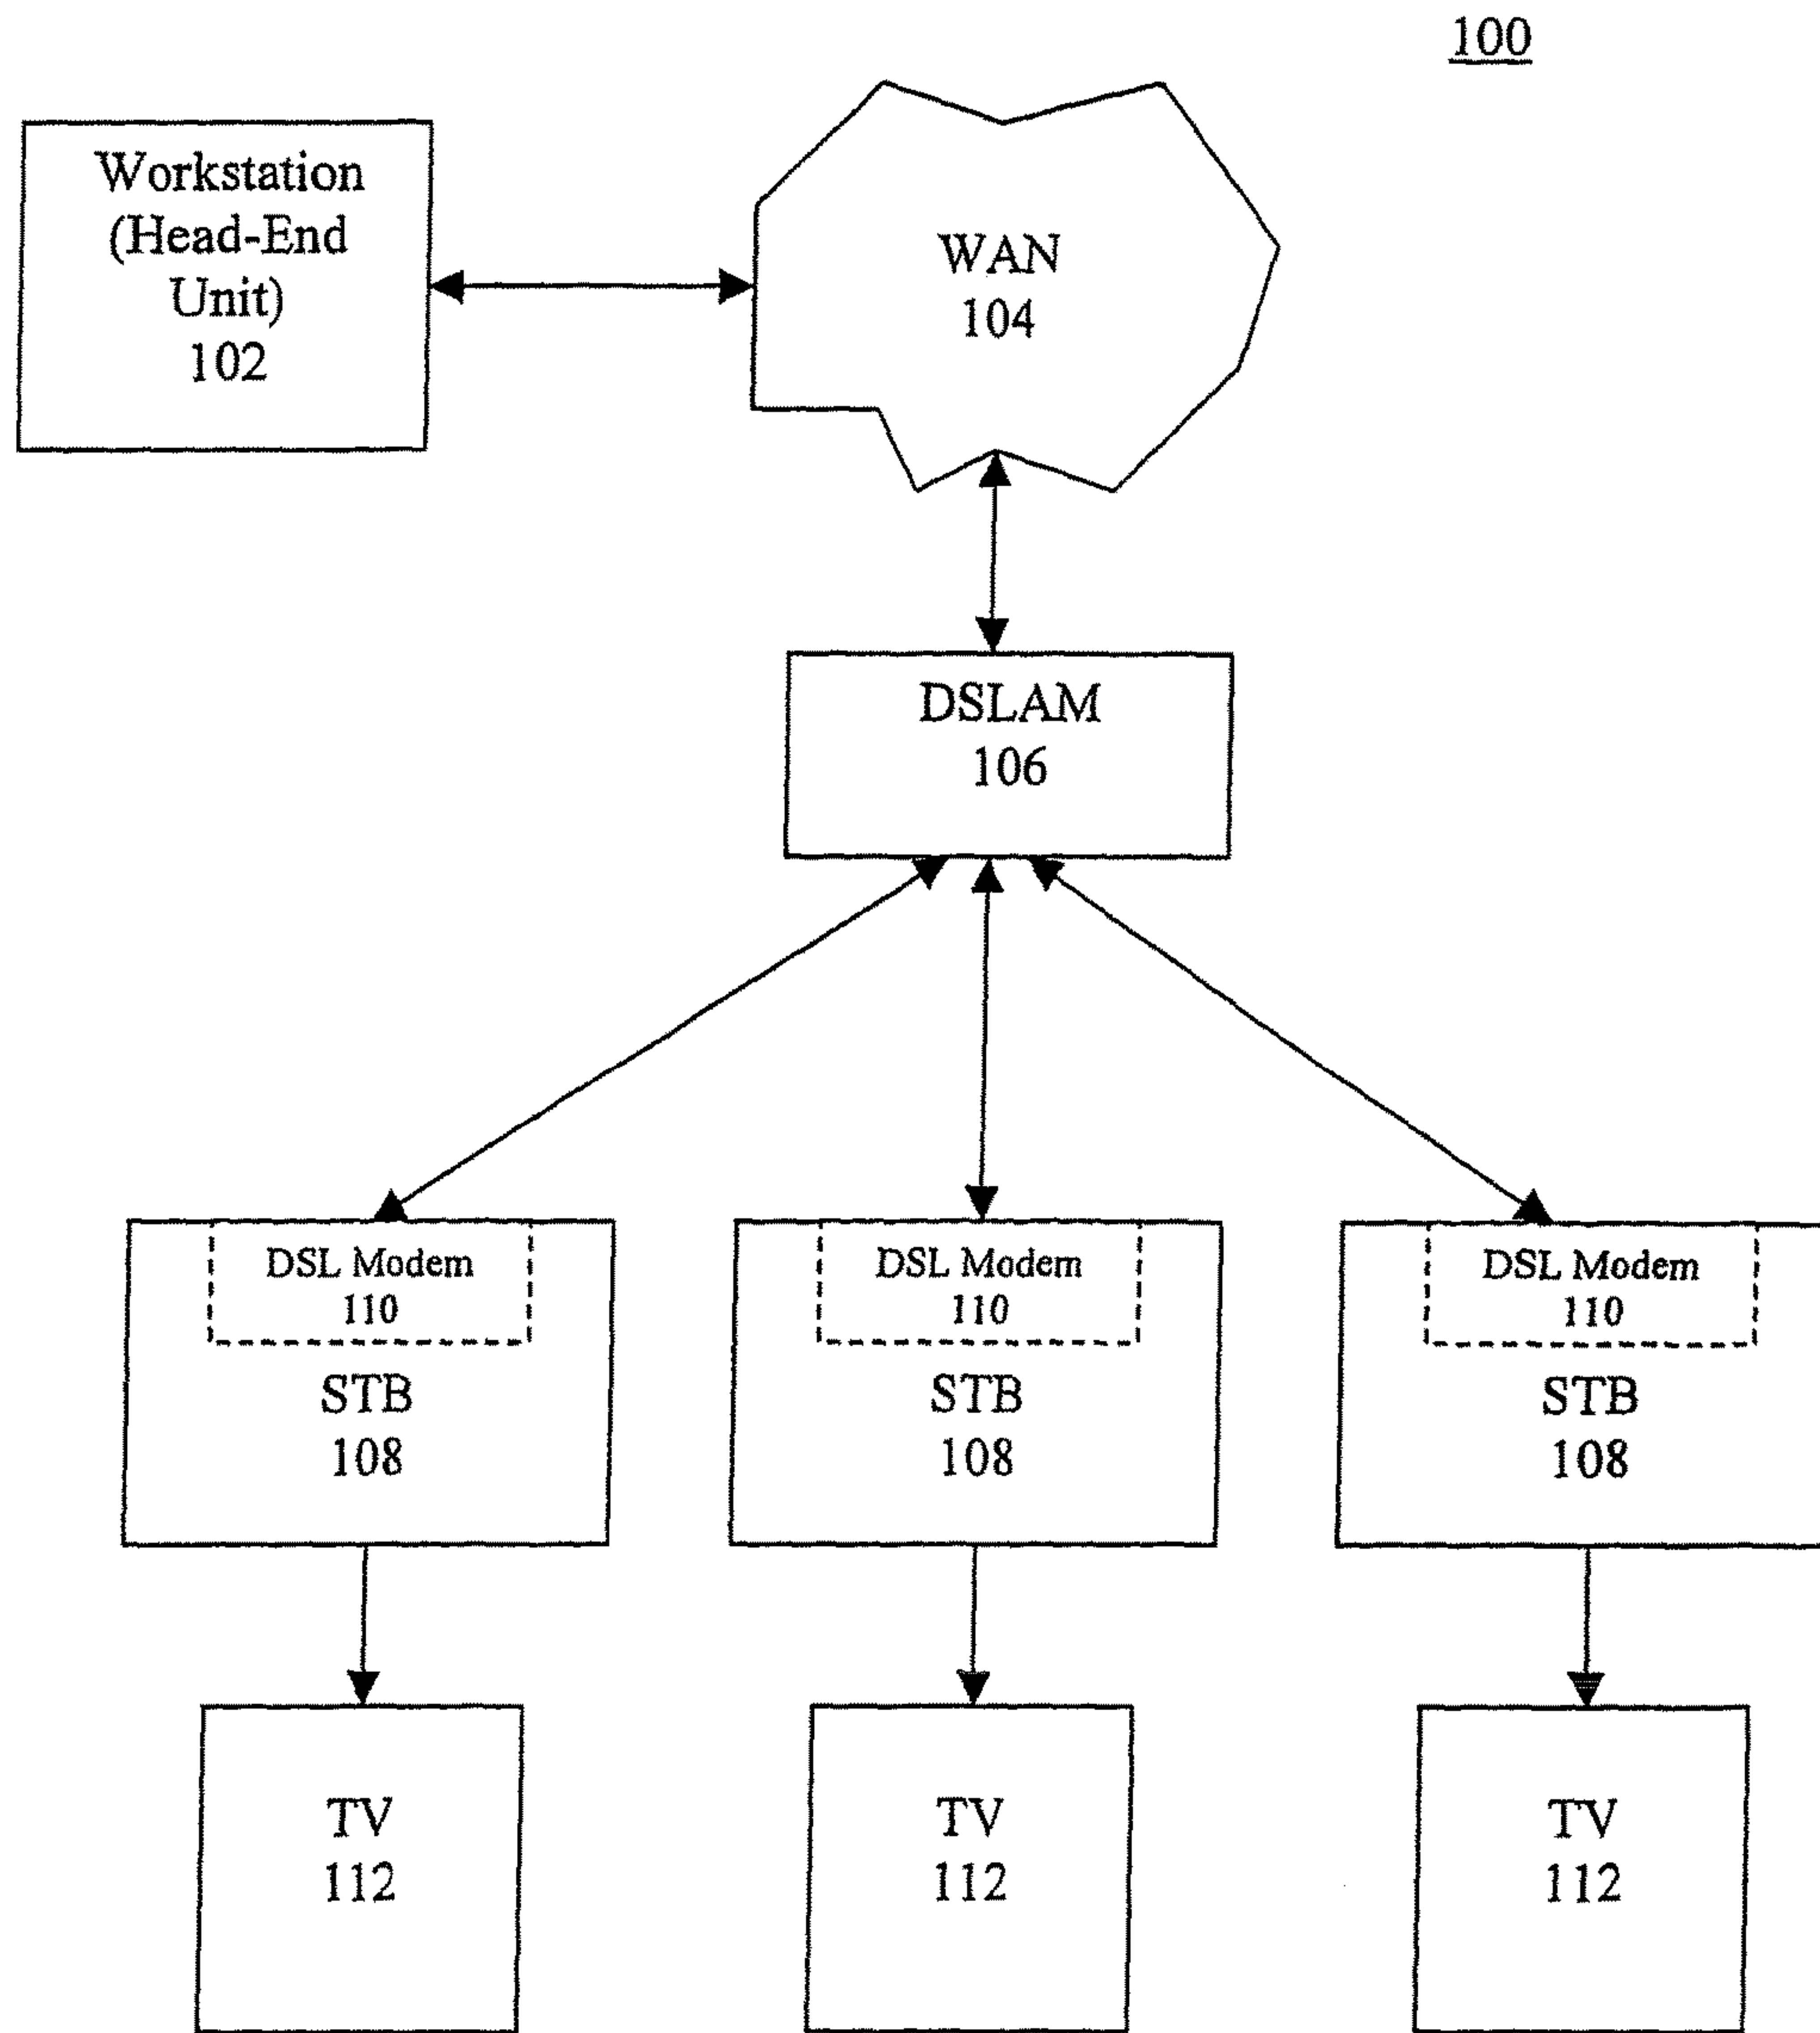 100
Workstation
(Head-End
Unit)
102
WAN
104
DSLAM
106
DSL Modem
110
STB
108
DSL Modem
110
STB
108
DSL Modem
110
STB
108
TV
112
TV
112
TV
112